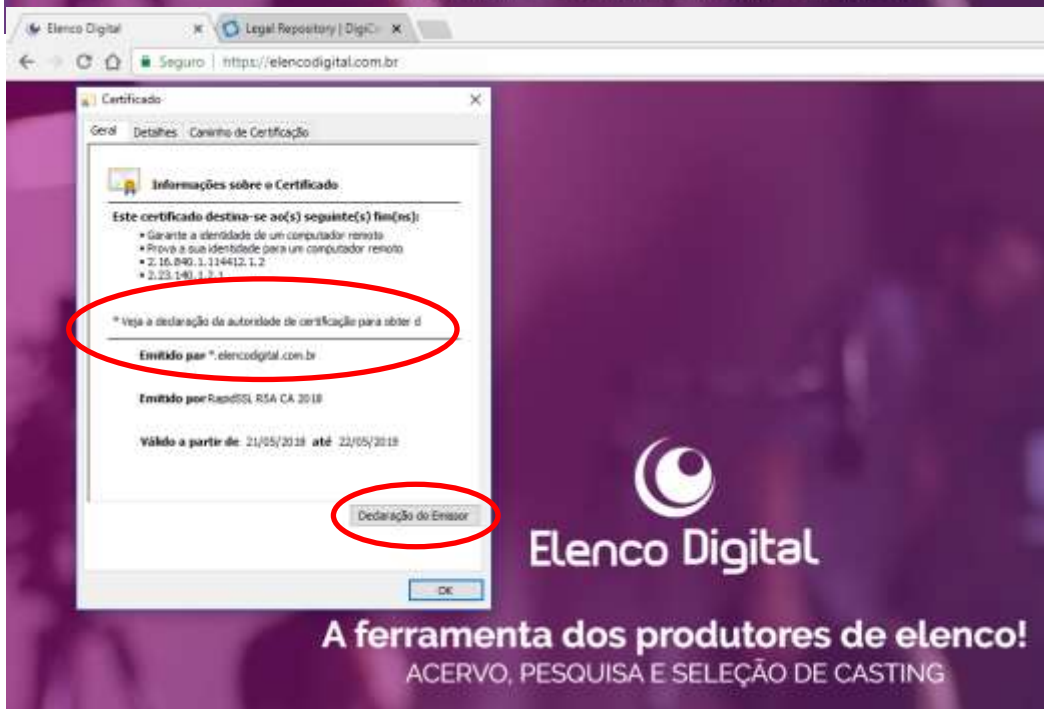 Elenco Digital
Legal Repository | DigiC
Seguro | https://elencodigital.com.br
Certificado
Geral Detalhes Caminho de Certificação
Informações sobre o Certificado
Este certificado destina-se ao(s) seguinte(s) fim(ns):
• Garante a identidade de um computador remoto
• Prova a sua identidade para um computador remoto
• 2.16.840.1.114412.1.2
• 2.23.140.1.2.1
* Veja a declaração da autoridade de certificação para obter d
Emitido para *.elencodigital.com.br
Emitido por RapidSSL RSA CA 2018
Válido a partir de 21/05/2018 até 22/05/2019
Declaração do Emissor
OK
Elenco Digital
A ferramenta dos produtores de elenco!
ACERVO, PESQUISA E SELEÇÃO DE CASTING